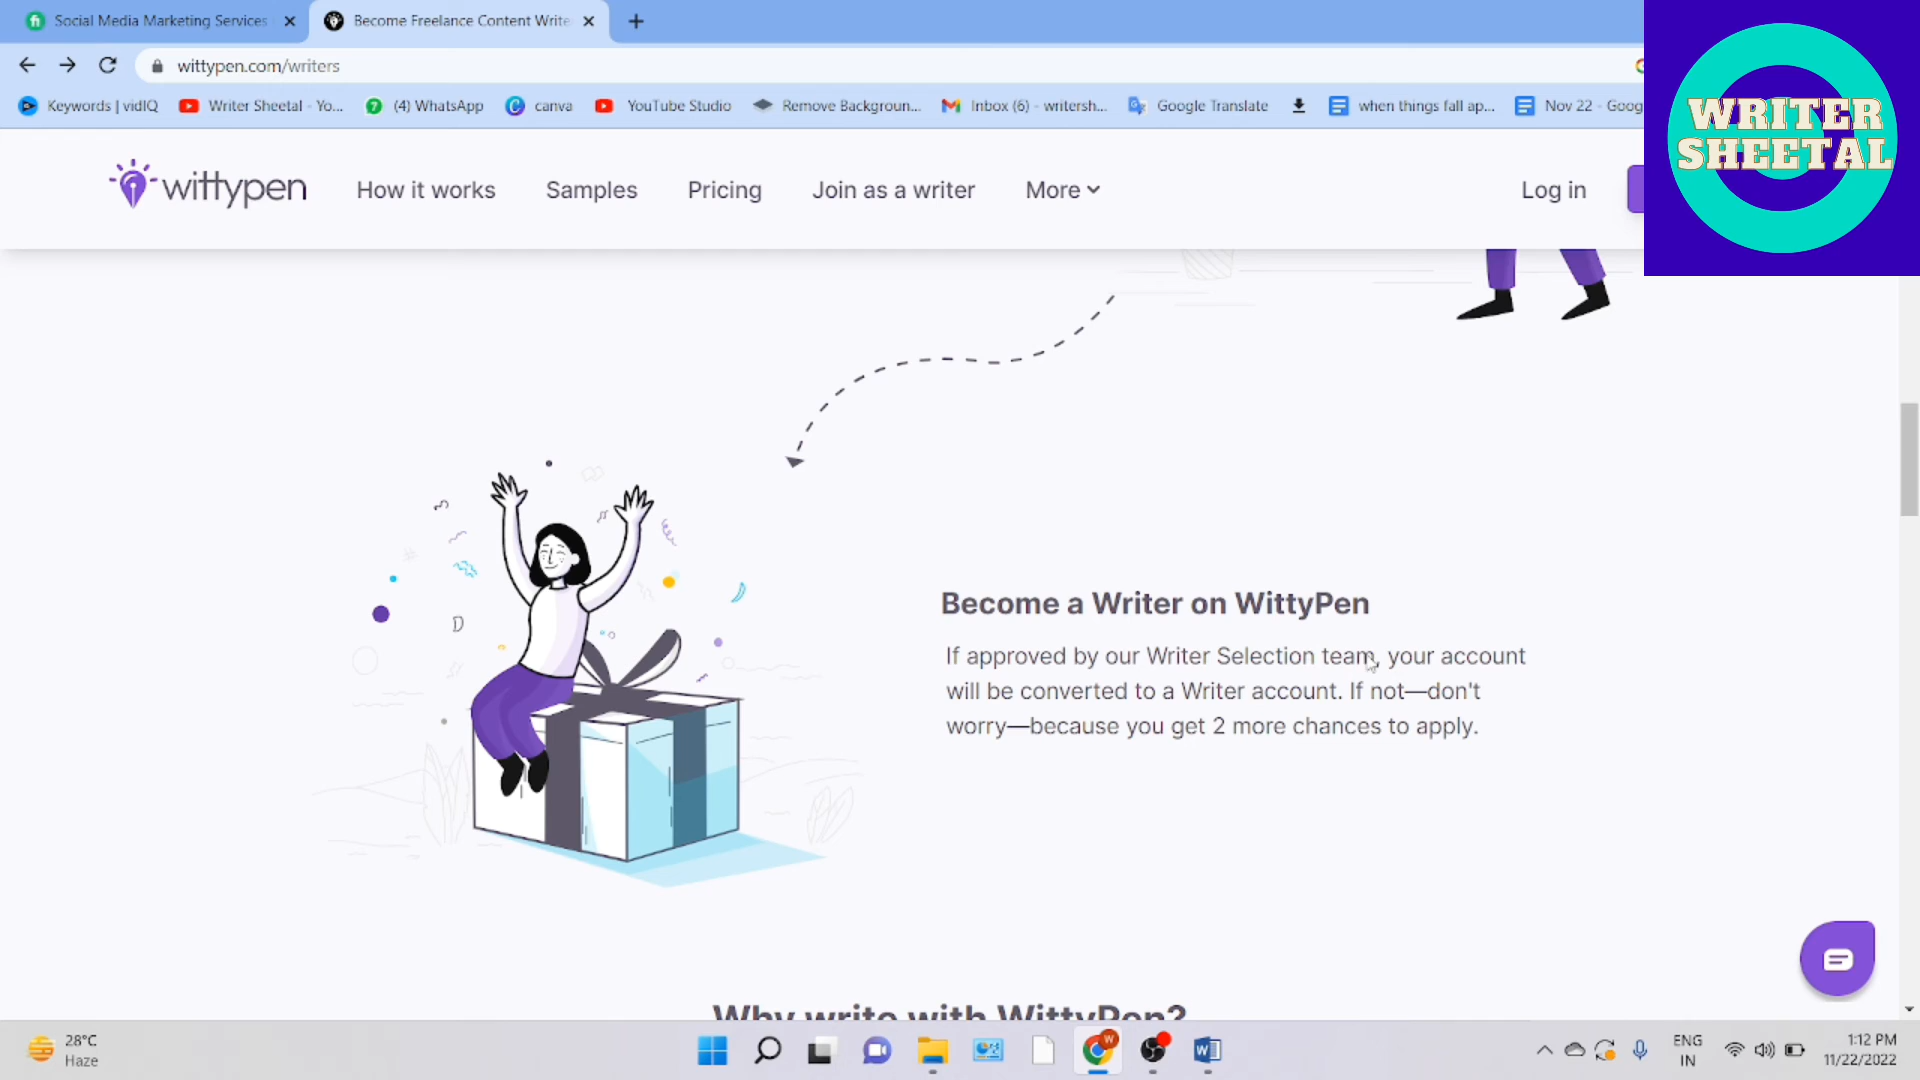 Social Media Marketing Services
Become Freelance Content Write
wittypen.com/writers
Keywords | vidIQ
Writer Sheetal - Yo...
(4) WhatsApp
canva
YouTube Studio
Remove Backgroun...
Inbox (6) - writersh...
Google Translate
when things fall ap...
Nov 22 - Goog
WRITER
SHEETAL
wittypen
How it works
Samples
Pricing
Join as a writer
More
Log in
Become a Writer on WittyPen
If approved by our Writer Selection team, your account
will be converted to a Writer account. If not—don't
worry—because you get 2 more chances to apply.
Why write with WittyPen?
28°C
Haze
ENG
IN
1:12 PM
11/22/2022